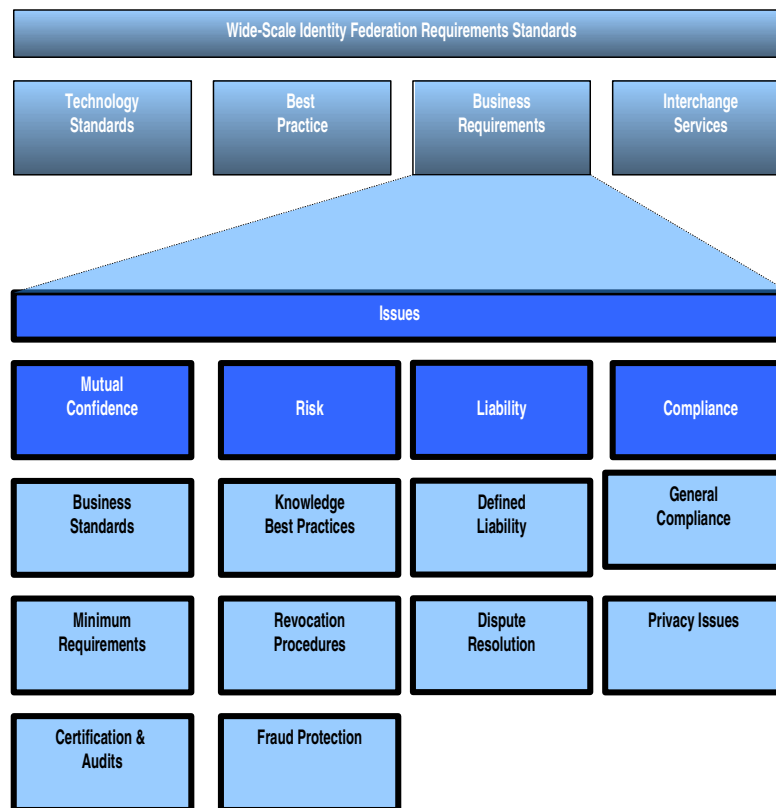 Wide-Scale Identity Federation Requirements Standards
Technology
Standards
Best
Practice
Business
Requirements
Interchange
Services
Issues
Mutual
Confidence
Risk
Liability
Compliance
Business
Standards
Knowledge
Best Practices
Defined
Liability
General
Compliance
Minimum
Requirements
Revocation
Procedures
Dispute
Resolution
Privacy Issues
Certification &
Audits
Fraud Protection